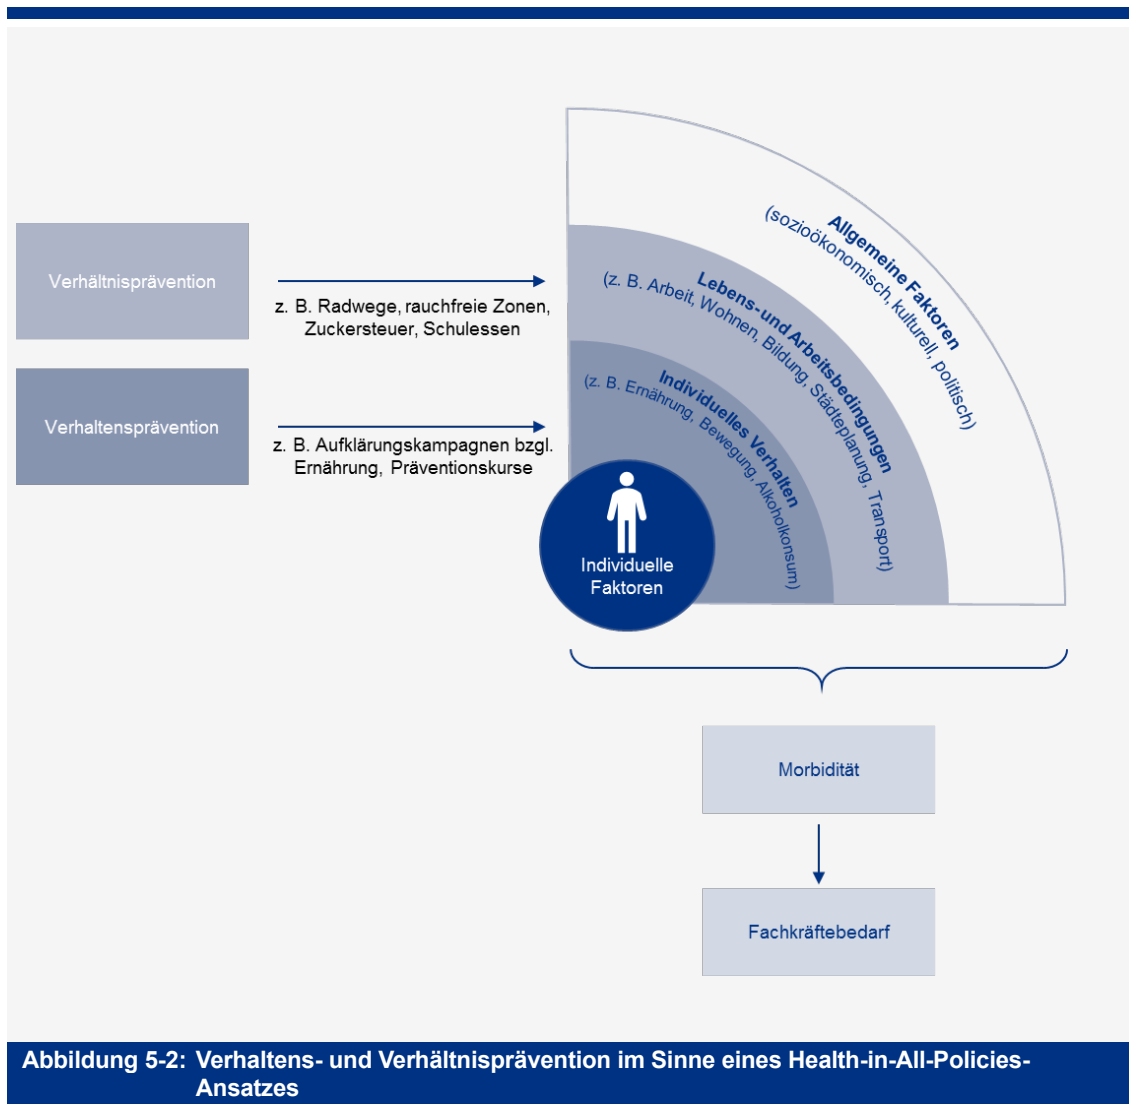 Verhältnisprävention
z. B. Radwege, rauchfreie Zonen,
Zuckersteuer, Schulessen
Verhaltensprävention
z. B. Aufklärungskampagnen bzgl.
Ernährung, Präventionskurse
Allgemeine Faktoren
(sozioökonomisch, kulturell, politisch)
Lebens-und Arbeitsbedingungen
(z. B. Arbeit, Wohnen, Bildung, Städteplanung, Transport)
Individuelles Verhalten
(z. B. Ernährung, Bewegung, Alkoholkonsum)
Individuelle
Faktoren
Morbidität
Fachkräftebedarf
Abbildung 5-2: Verhaltens- und Verhältnisprävention im Sinne eines Health-in-All-Policies-
Ansatzes